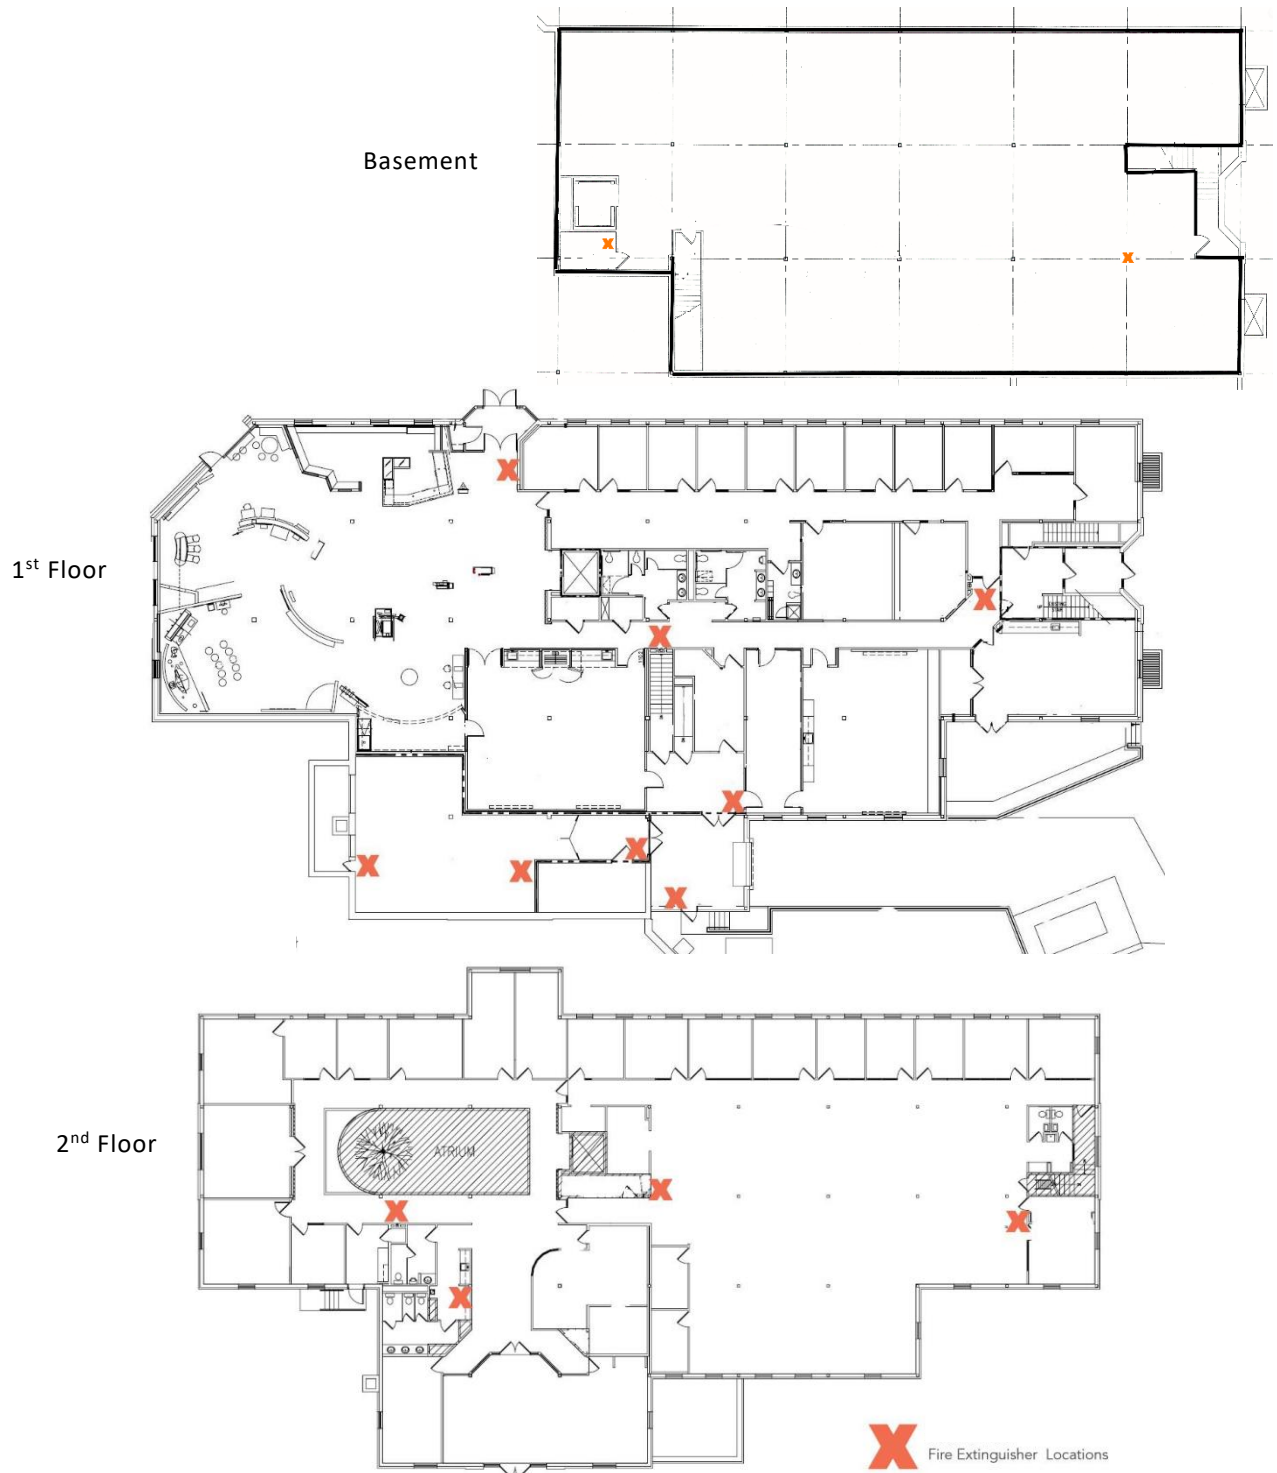 Basement
1st Floor
2nd Floor
ATRIUM
Fire Extinguisher Locations